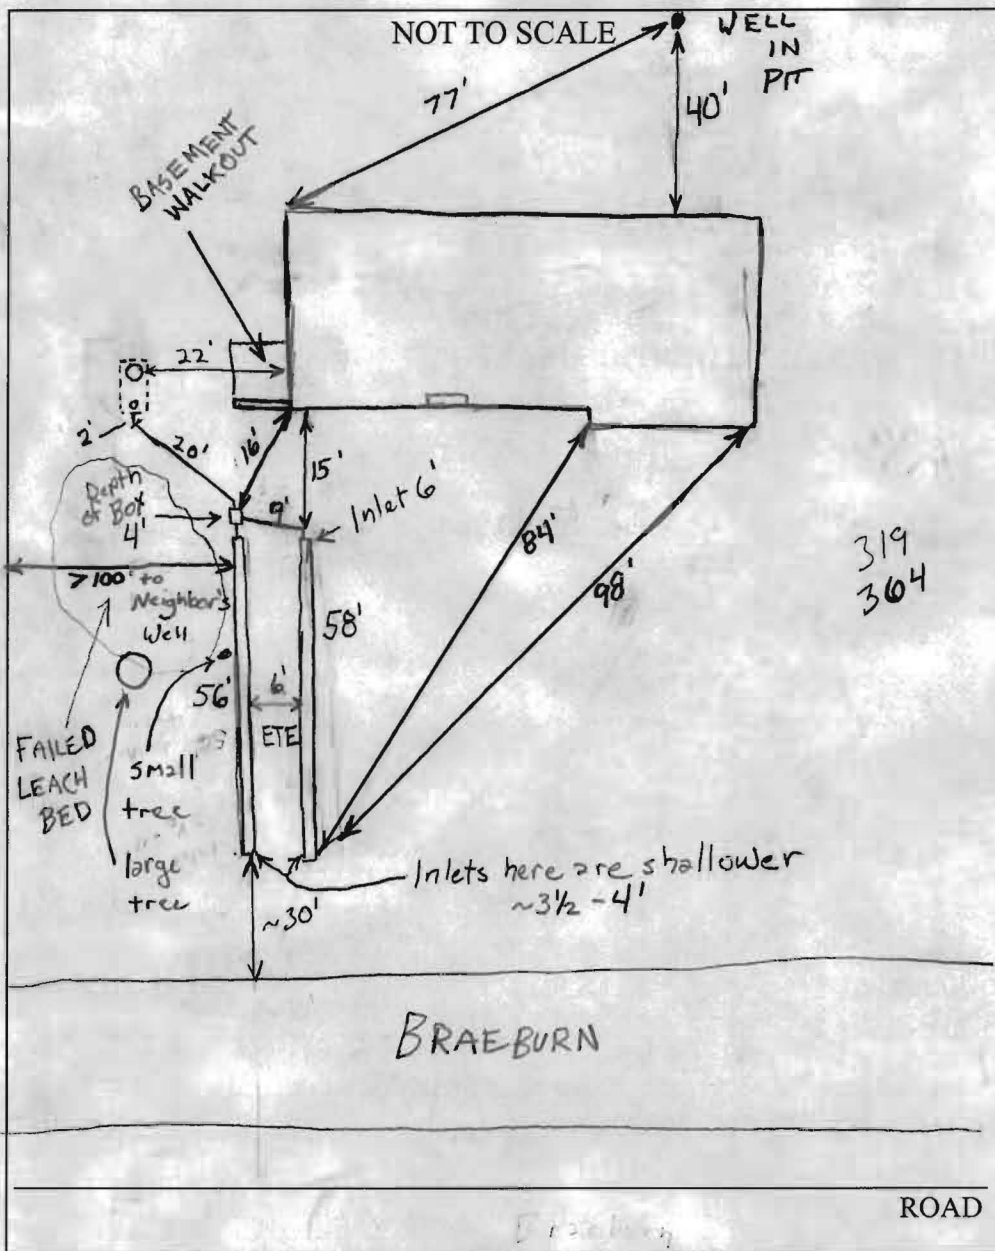 NOT TO SCALE
WELL
IN
PIT
77'
40'
BASEMENT
WALKOUT
22'
2'
20'
16'
15'
Depth
of Box
4'
9'
Inlet 6'
84'
98'
319
364
>100' to
Neighbor's
Well
58'
56'
6'
ETE
FAILED
LEACH
BED
small
tree
large
tree
Inlets here are shallower
~3½ - 4'
~30'
BRAEBURN
ROAD
Braeburn